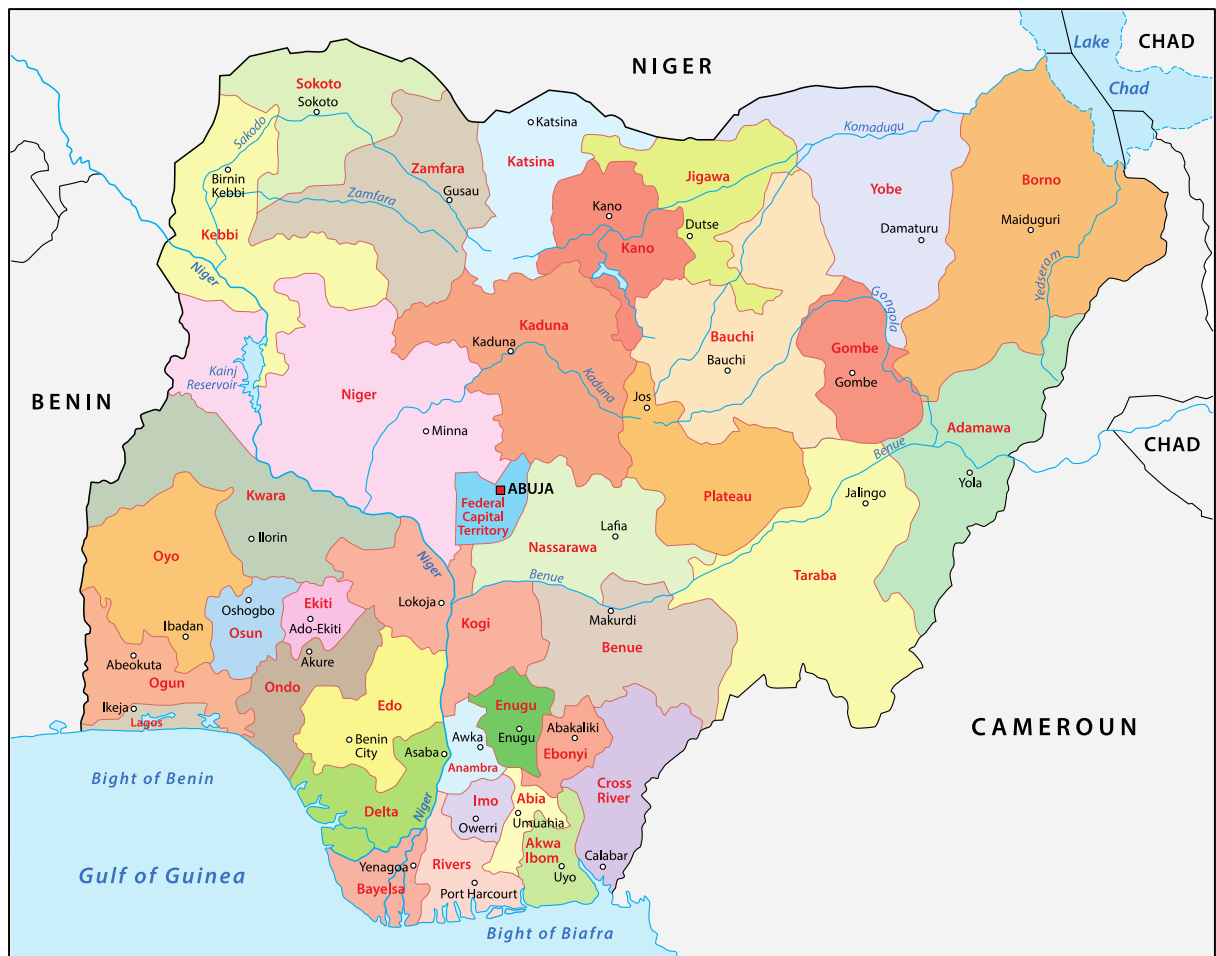 Lake
CHAD
NIGER
Chad
Sokoto
Sokoto
Katsina
Komadugu
Sakodo
Katsina
Zamfara
Jigawa
Birnin
Kebbi
Gusau
Zamfara
Yobe
Borno
Kano
Dutse
Maiduguri
Damaturu
Kebbi
Kano
Niger
Yedseram
Gongola
Kaduna
Bauchi
Kaduna
Gombe
Kainj
Reservoir
Bauchi
Gombe
Kaduna
Niger
BENIN
Jos
Minna
Adamawa
CHAD
Benue
Yola
ABUJA
Kwara
Plateau
Jalingo
Federal
Capital
Territory
Lafia
Ilorin
Oyo
Nassarawa
Niger
Benue
Taraba
Oshogbo
Ekiti
Lokoja
Makurdi
Ado-Ekiti
Kogi
Ibadan
Osun
Benue
Abeokuta
Akure
Ogun
Ondo
Ikeja
Edo
Enugu
Lagos
Abakaliki
CAMEROUN
Benin
City
Awka
Enugu
Asaba
Ebonyi
Anambra
Bight of Benin
Cross
River
Imo
Abia
Niger
Delta
Owerri
Umuahia
Akwa
Ibom
Calabar
Yenagoa
Rivers
Gulf of Guinea
Uyo
Bayelsa
Port Harcourt
Bight of Biafra